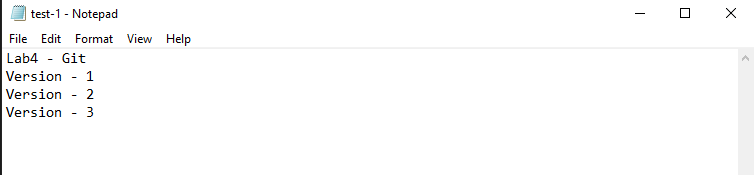 test-1 - Notepad
File Edit Format View Help
Lab4 - Git
Version - 1
Version - 2
Version - 3